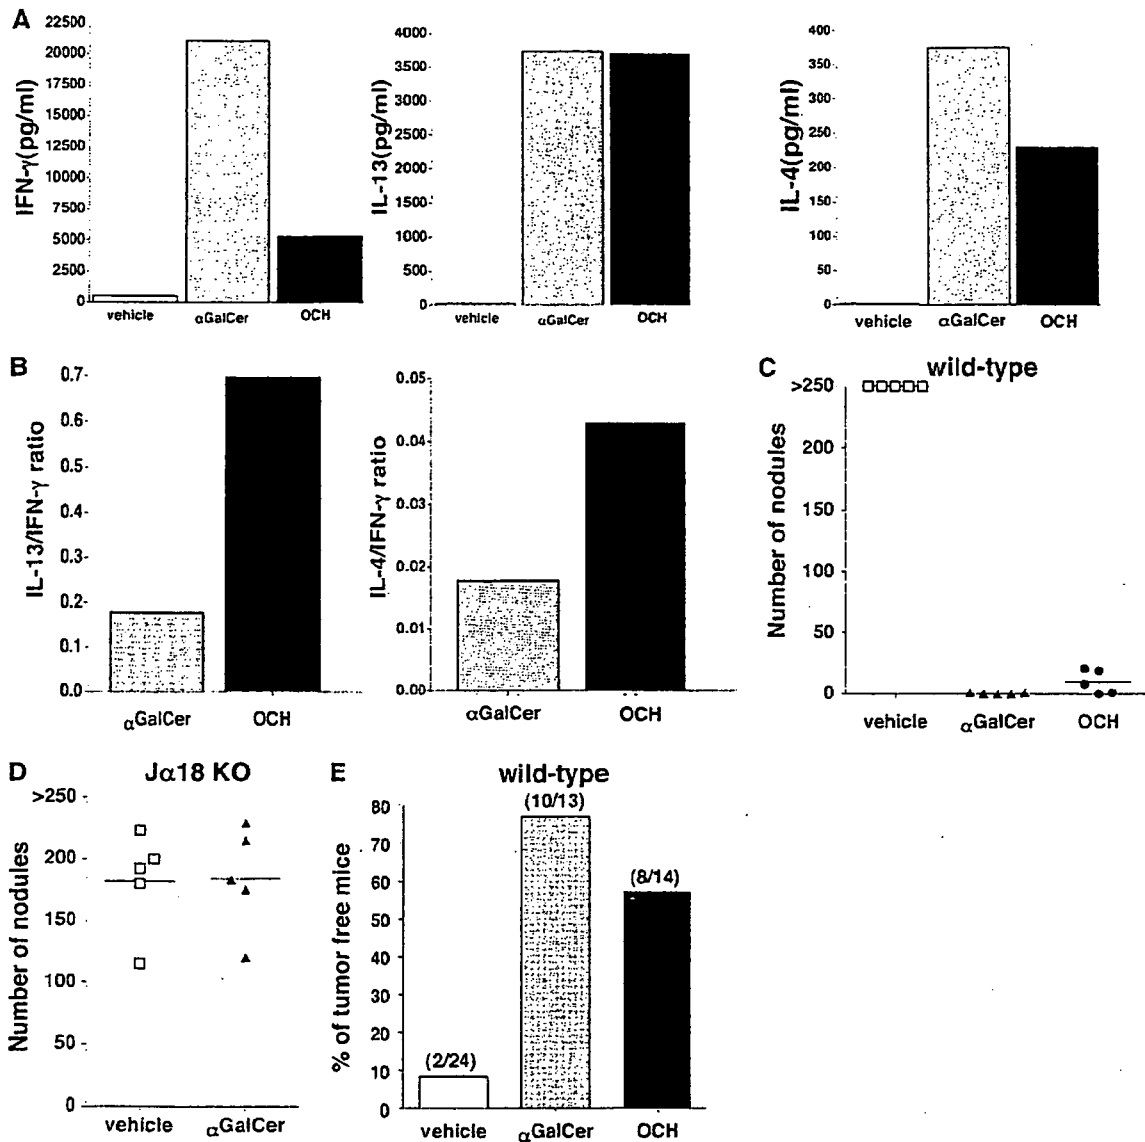 A
IFN-γ(pg/ml)
22500
20000
17500
15000
12500
10000
7500
5000
2500
0
vehicle
αGalCer
OCH
IL-13(pg/ml)
4000
3500
3000
2500
2000
1500
1000
500
0
vehicle
αGalCer
OCH
IL-4(pg/ml)
400
350
300
250
200
150
100
50
0
vehicle
αGalCer
OCH
B
IL-13/IFN-γ ratio
0.7
0.6
0.5
0.4
0.3
0.2
0.1
0.0
αGalCer
OCH
IL-4/IFN-γ ratio
0.05
0.04
0.03
0.02
0.01
0.00
αGalCer
OCH
C
wild-type
Number of nodules
>250
200
150
100
50
0
vehicle
αGalCer
OCH
D
Jα18 KO
Number of nodules
>250
200
150
100
50
0
vehicle
αGalCer
E
wild-type
% of tumor free mice
80
70
60
50
40
30
20
10
0
(2/24)
(10/13)
(8/14)
vehicle
αGalCer
OCH